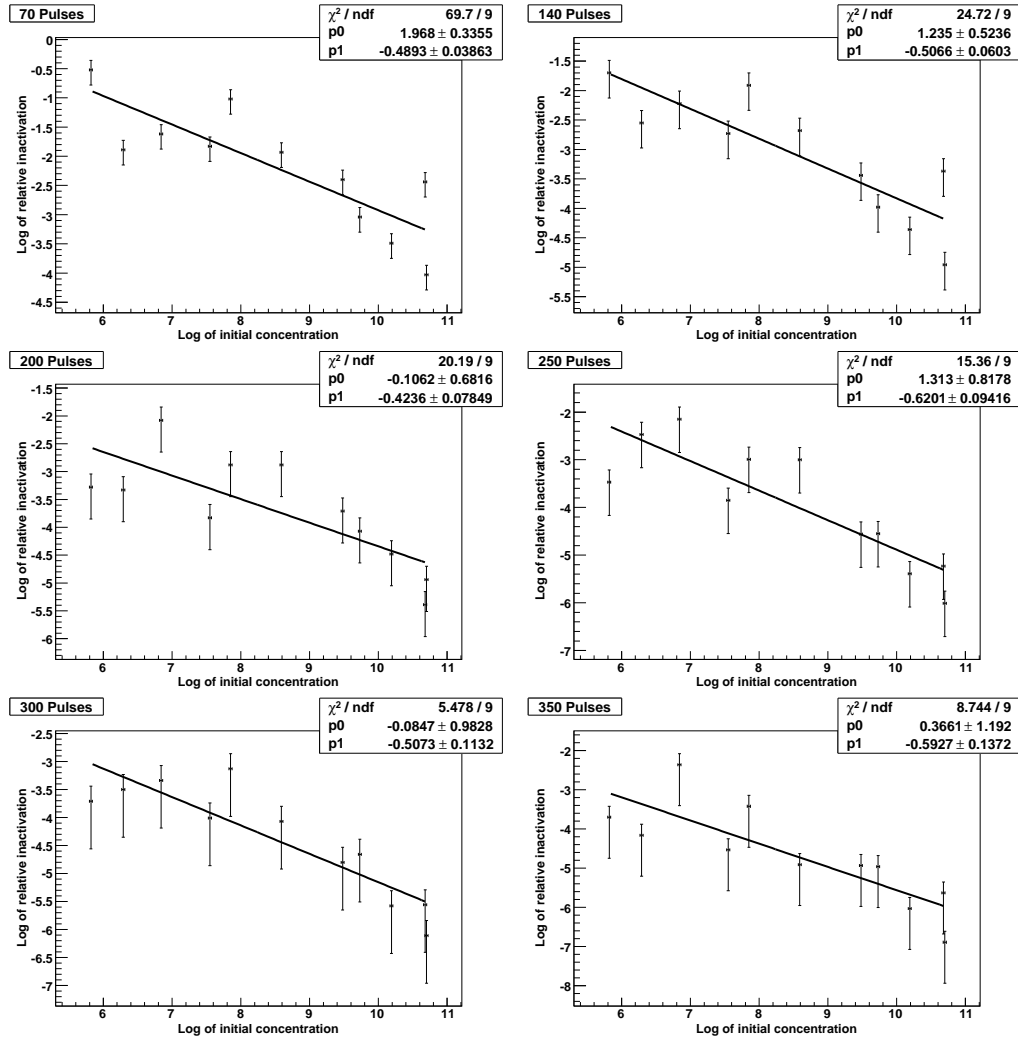 70 Pulses
χ² / ndf 69.7 / 9
p0 1.968 ± 0.3355
p1 -0.4893 ± 0.03863
Log of relative inactivation
0
-0.5
-1
-1.5
-2
-2.5
-3
-3.5
-4
-4.5
6 7 8 9 10 11
Log of initial concentration
140 Pulses
χ² / ndf 24.72 / 9
p0 1.235 ± 0.5236
p1 -0.5066 ± 0.0603
Log of relative inactivation
-1.5
-2
-2.5
-3
-3.5
-4
-4.5
-5
-5.5
6 7 8 9 10 11
Log of initial concentration
200 Pulses
χ² / ndf 20.19 / 9
p0 -0.1062 ± 0.6816
p1 -0.4236 ± 0.07849
Log of relative inactivation
-1.5
-2
-2.5
-3
-3.5
-4
-4.5
-5
-5.5
-6
6 7 8 9 10 11
Log of initial concentration
250 Pulses
χ² / ndf 15.36 / 9
p0 1.313 ± 0.8178
p1 -0.6201 ± 0.09416
Log of relative inactivation
-2
-3
-4
-5
-6
-7
6 7 8 9 10 11
Log of initial concentration
300 Pulses
χ² / ndf 5.478 / 9
p0 -0.0847 ± 0.9828
p1 -0.5073 ± 0.1132
Log of relative inactivation
-2.5
-3
-3.5
-4
-4.5
-5
-5.5
-6
-6.5
-7
6 7 8 9 10 11
Log of initial concentration
350 Pulses
χ² / ndf 8.744 / 9
p0 0.3661 ± 1.192
p1 -0.5927 ± 0.1372
Log of relative inactivation
-2
-3
-4
-5
-6
-7
-8
6 7 8 9 10 11
Log of initial concentration